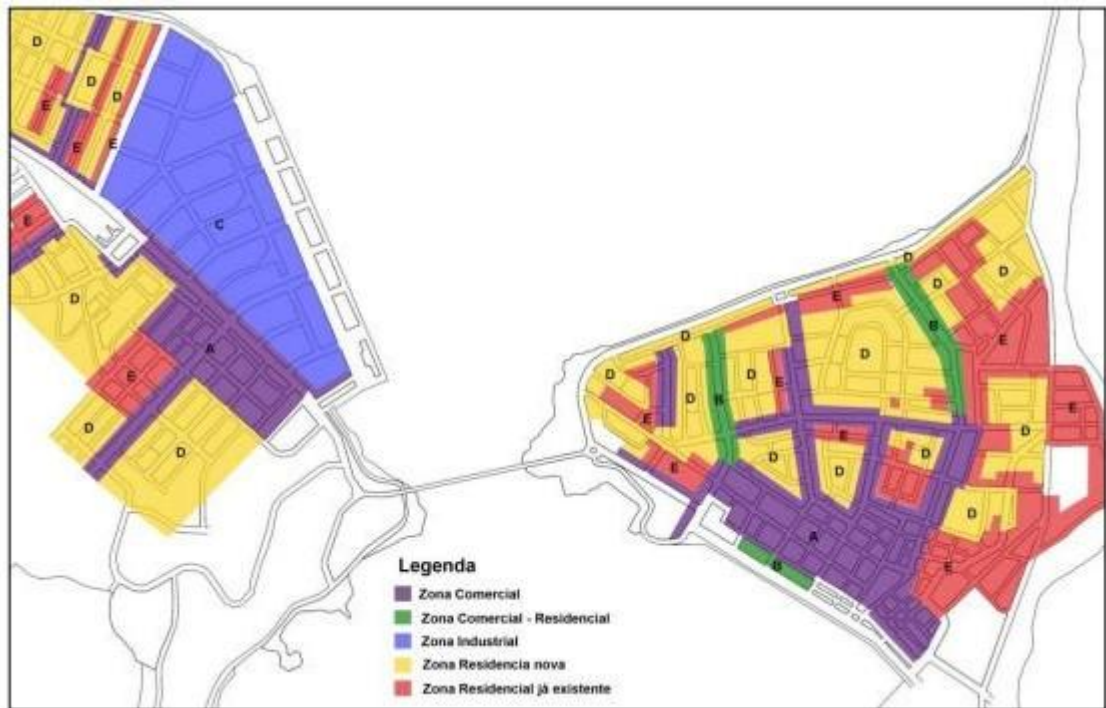 D
D
D
E
E
E
C
E
D
A
E
D
D
D
D
E
D
D
B
E
D
D
D
B
D
E
E
E
D
E
D
E
D
D
D
D
A
E
B
Legenda
Zona Comercial
Zona Comercial - Residencial
Zona Industrial
Zona Residencia nova
Zona Residencial já existente